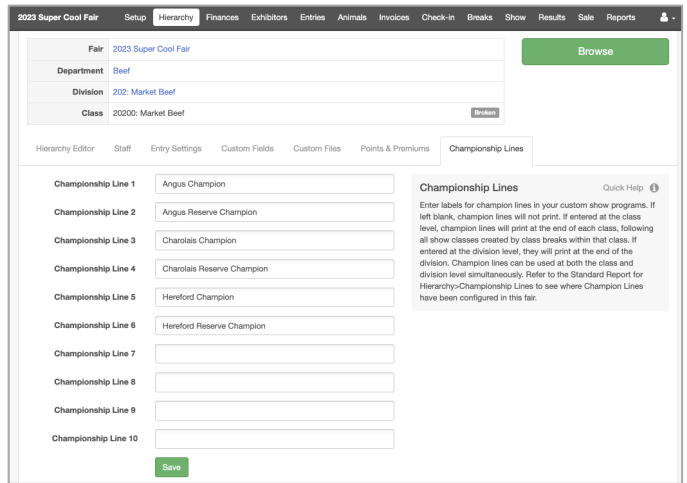 2023 Super Cool Fair Setup Hierarchy Finances Exhibitors Entries Animals Invoices Check-in Breaks Show Results Sale Reports
Fair 2023 Super Cool Fair
Browse
Department Beef
Division 202: Market Beef
Class 20200: Market Beef Broken
Hierarchy Editor Staff Entry Settings Custom Fields Custom Files Points & Premiums Championship Lines
Championship Line 1 Angus Champion
Championship Line 2 Angus Reserve Champion
Championship Line 3 Charolais Champion
Championship Line 4 Charolais Reserve Champion
Championship Line 5 Hereford Champion
Championship Line 6 Hereford Reserve Champion
Championship Line 7
Championship Line 8
Championship Line 9
Championship Line 10
Save
Championship Lines Quick Help
Enter labels for champion lines in your custom show programs. If
left blank, champion lines will not print. If entered at the class
level, champion lines will print at the end of each class, following
all show classes created by class breaks within that class. If
entered at the division level, they will print at the end of the
division. Champion lines can be used at both the class and
division level simultaneously. Refer to the Standard Report for
Hierarchy>Championship Lines to see where Champion Lines
have been configured in this fair.